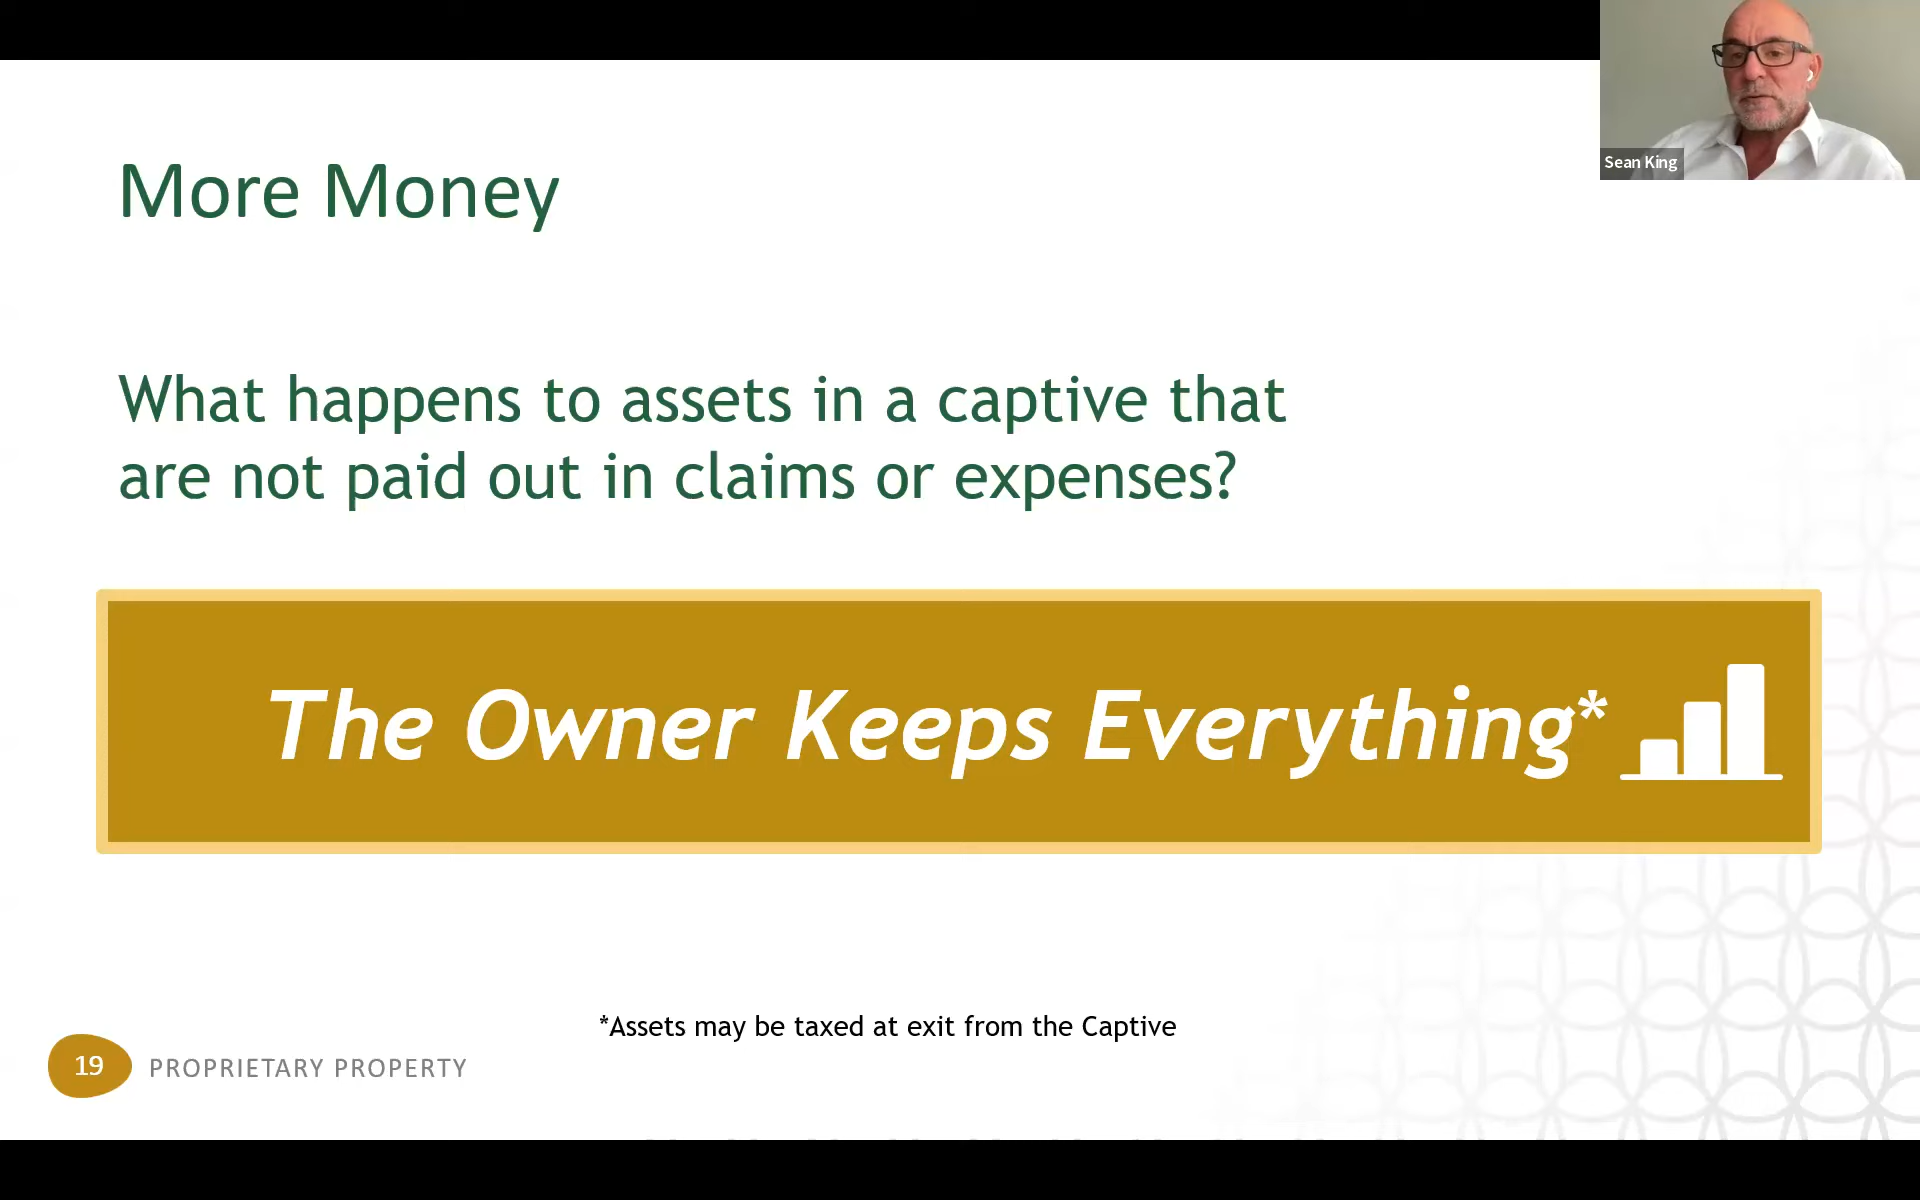 Sean King
More Money
What happens to assets in a captive that
are not paid out in claims or expenses?
The Owner Keeps Everything*
*Assets may be taxed at exit from the Captive
19 PROPRIETARY PROPERTY